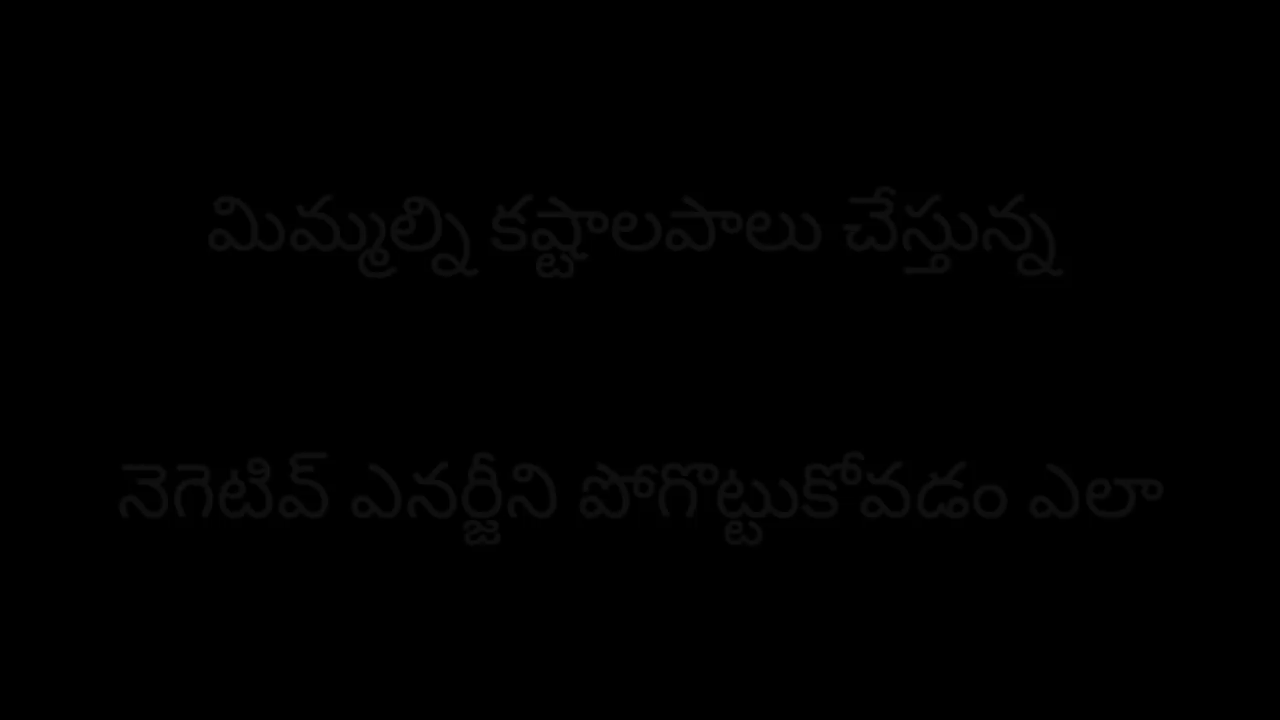 మిమ్మల్ని కష్టాలపాలు చేస్తున్న
నెగెటివ్ ఎనర్జీని పోగొట్టుకోవడం ఎలా